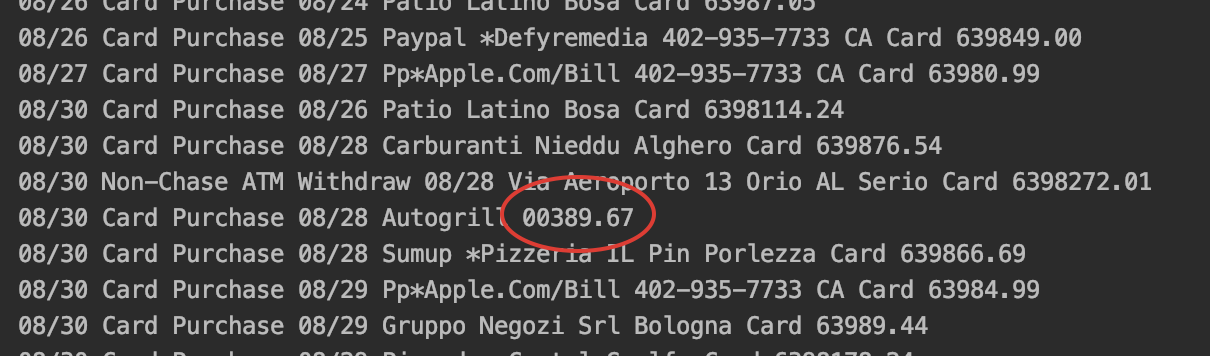 08/26 Card Purchase 08/24 Patio Latino Bosa Card 63987.05
08/26 Card Purchase 08/25 Paypal *Defyremedia 402-935-7733 CA Card 639849.00
08/27 Card Purchase 08/27 Pp*Apple.Com/Bill 402-935-7733 CA Card 63980.99
08/30 Card Purchase 08/26 Patio Latino Bosa Card 6398114.24
08/30 Card Purchase 08/28 Carburanti Nieddu Alghero Card 639876.54
08/30 Non-Chase ATM Withdraw 08/28 Via Aeroporto 13 Orio AL Serio Card 6398272.01
08/30 Card Purchase 08/28 Autogrill 00389.67
08/30 Card Purchase 08/28 Sumup *Pizzeria IL Pin Porlezza Card 639866.69
08/30 Card Purchase 08/29 Pp*Apple.Com/Bill 402-935-7733 CA Card 63984.99
08/30 Card Purchase 08/29 Gruppo Negozi Srl Bologna Card 63989.44
08/30 Card Purchase